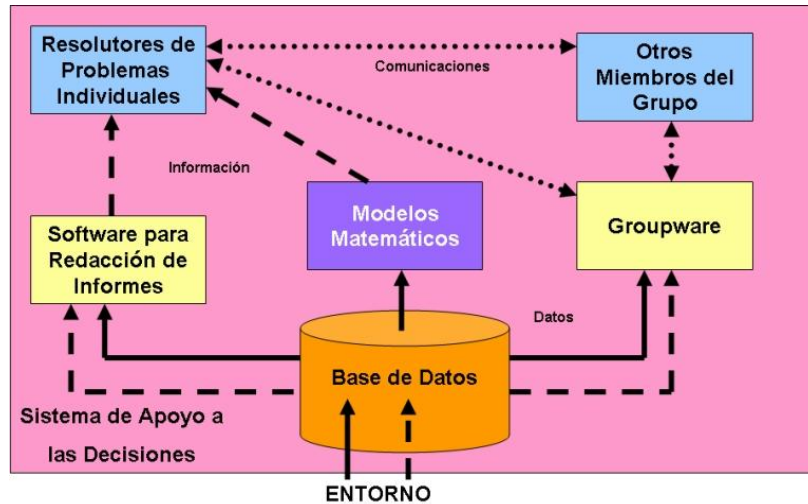 Resolutores de
Problemas
Individuales
Comunicaciones
Otros
Miembros del
Grupo
Información
Software para
Redacción de
Informes
Modelos
Matemáticos
Groupware
Datos
Base de Datos
Sistema de Apoyo a
las Decisiones
ENTORNO